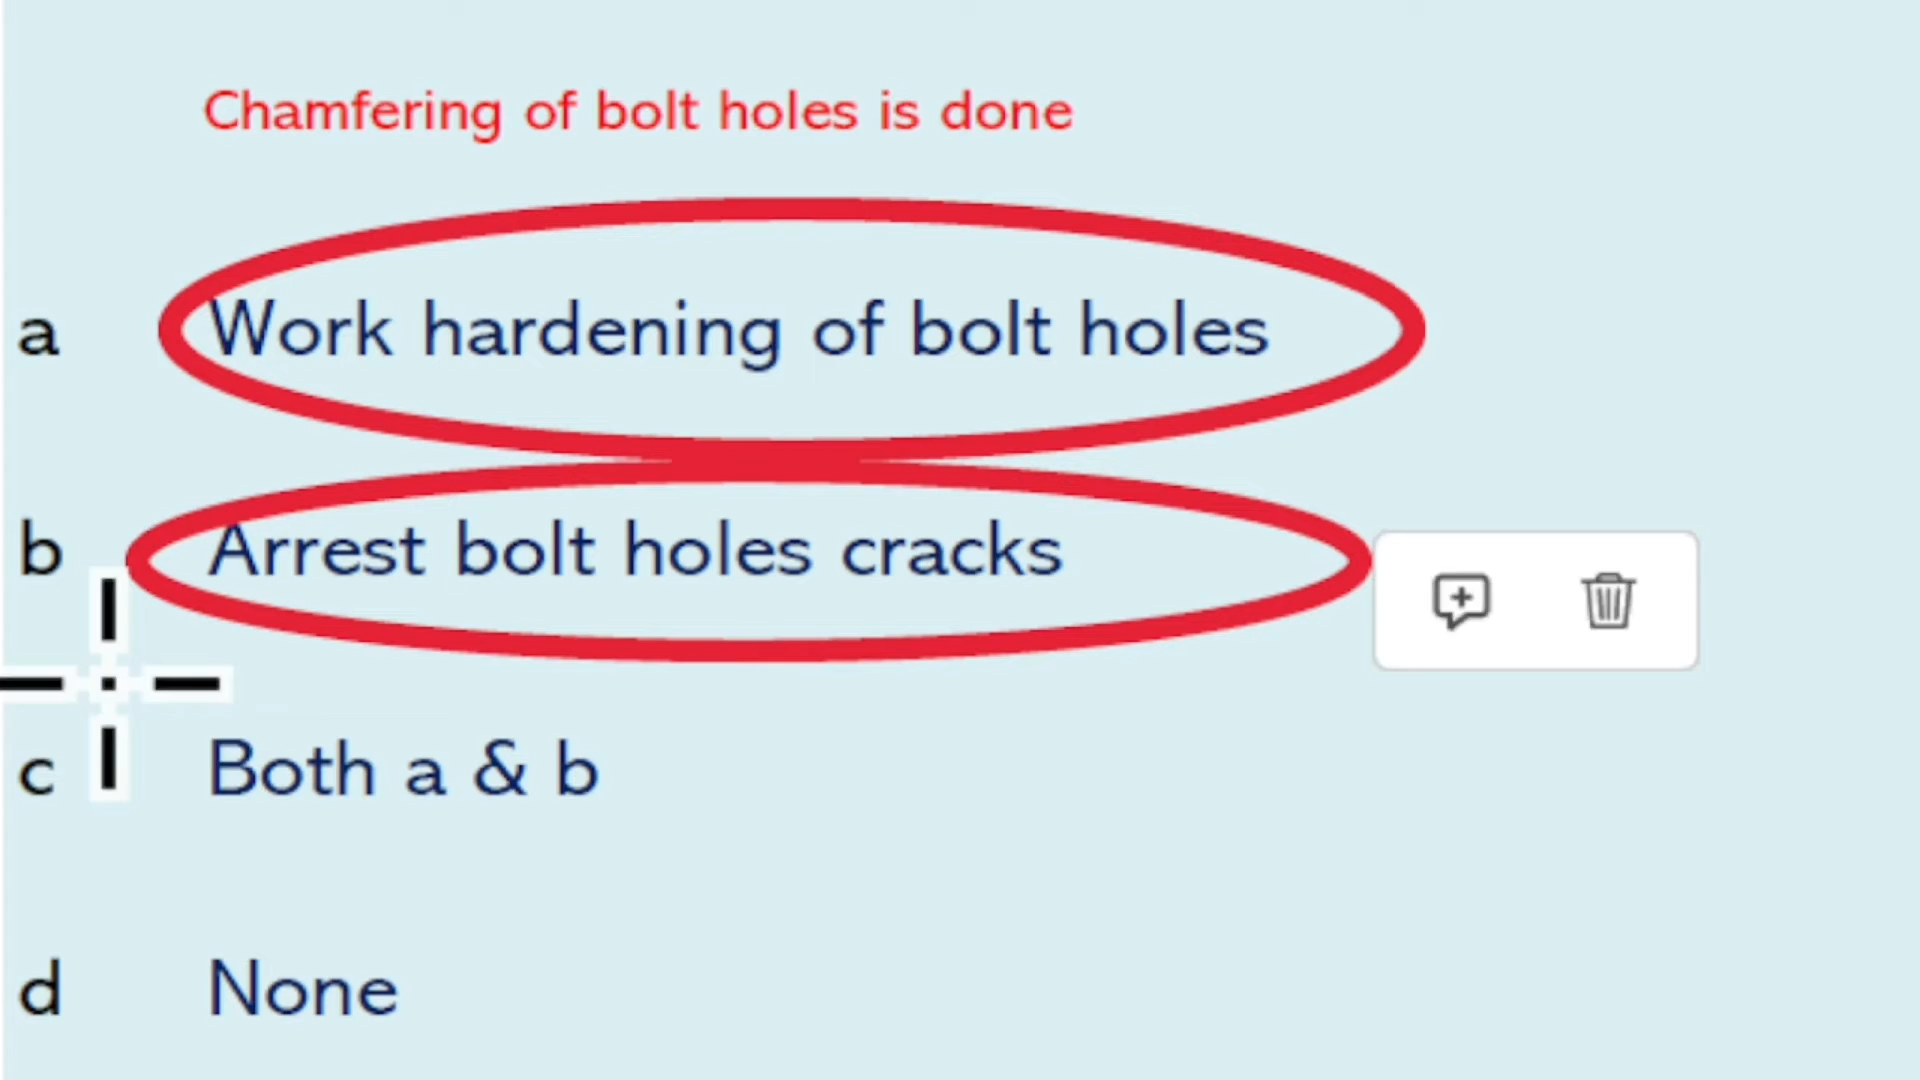 Chamfering of bolt holes is done
a Work hardening of bolt holes
b Arrest bolt holes cracks
c Both a & b
d None